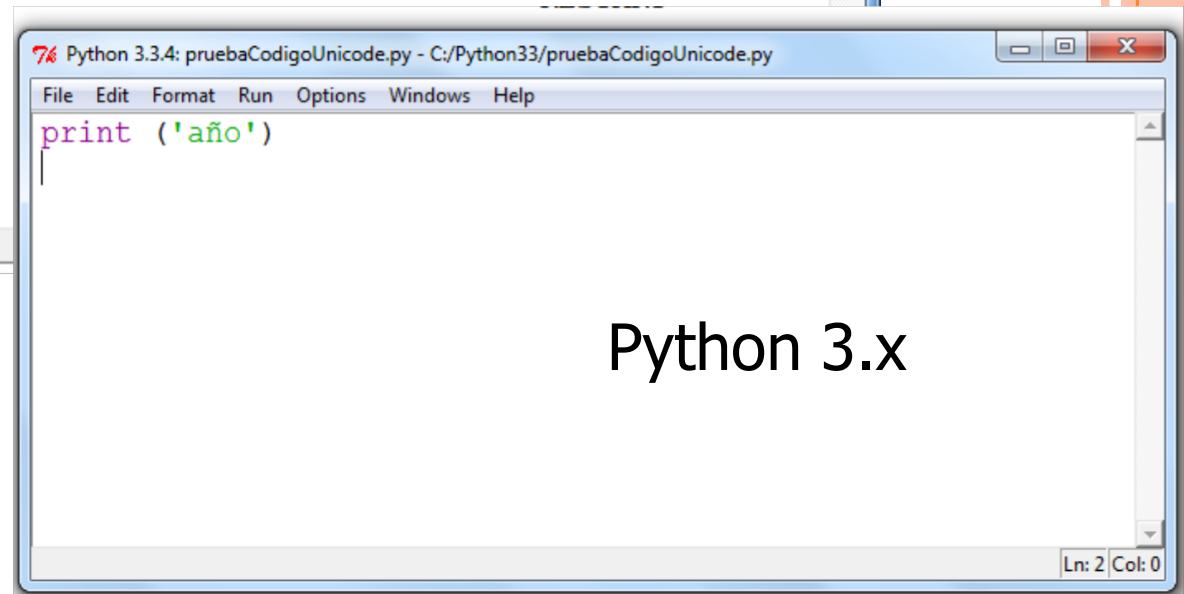 Python 3.3.4: pruebaCodigoUnicode.py - C:/Python33/pruebaCodigoUnicode.py
File Edit Format Run Options Windows Help
print ('año')
Python 3.x
Ln: 2 Col: 0